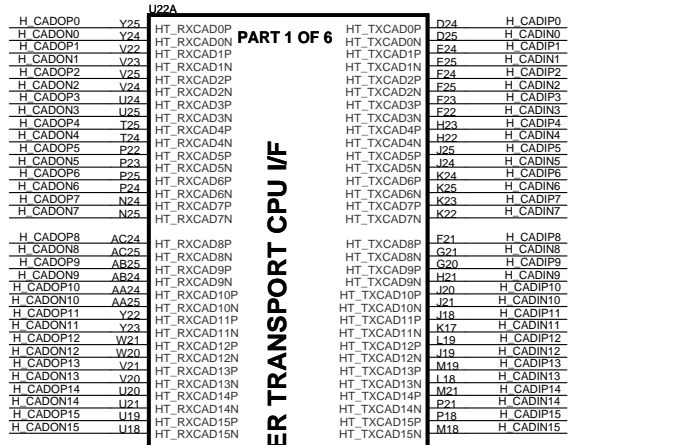 U22A
PART 1 OF 6
H_CADOP0 Y25 HT_RXCAD0P HT_TXCAD0P D24 H_CADIP0
H_CADON0 Y24 HT_RXCAD0N HT_TXCAD0N D25 H_CADIN0
H_CADOP1 V22 HT_RXCAD1P HT_TXCAD1P E24 H_CADIP1
H_CADON1 V23 HT_RXCAD1N HT_TXCAD1N E25 H_CADIN1
H_CADOP2 V25 HT_RXCAD2P HT_TXCAD2P F24 H_CADIP2
H_CADON2 V24 HT_RXCAD2N HT_TXCAD2N F25 H_CADIN2
H_CADOP3 U24 HT_RXCAD3P HT_TXCAD3P F23 H_CADIP3
H_CADON3 U25 HT_RXCAD3N HT_TXCAD3N F22 H_CADIN3
H_CADOP4 T25 HT_RXCAD4P HT_TXCAD4P H23 H_CADIP4
H_CADON4 T24 HT_RXCAD4N HT_TXCAD4N H22 H_CADIN4
H_CADOP5 P22 HT_RXCAD5P HT_TXCAD5P J25 H_CADIP5
H_CADON5 P23 HT_RXCAD5N HT_TXCAD5N J24 H_CADIN5
H_CADOP6 P25 HT_RXCAD6P HT_TXCAD6P K24 H_CADIP6
H_CADON6 P24 HT_RXCAD6N HT_TXCAD6N K25 H_CADIN6
H_CADOP7 N24 HT_RXCAD7P HT_TXCAD7P K23 H_CADIP7
H_CADON7 N25 HT_RXCAD7N HT_TXCAD7N K22 H_CADIN7
H_CADOP8 AC24 HT_RXCAD8P HT_TXCAD8P F21 H_CADIP8
H_CADON8 AC25 HT_RXCAD8N HT_TXCAD8N G21 H_CADIN8
H_CADOP9 AB25 HT_RXCAD9P HT_TXCAD9P G20 H_CADIP9
H_CADON9 AB24 HT_RXCAD9N HT_TXCAD9N H21 H_CADIN9
H_CADOP10 AA24 HT_RXCAD10P HT_TXCAD10P J20 H_CADIP10
H_CADON10 AA25 HT_RXCAD10N HT_TXCAD10N J21 H_CADIN10
H_CADOP11 Y22 HT_RXCAD11P HT_TXCAD11P J18 H_CADIP11
H_CADON11 Y23 HT_RXCAD11N HT_TXCAD11N K17 H_CADIN11
H_CADOP12 W21 HT_RXCAD12P HT_TXCAD12P L19 H_CADIP12
H_CADON12 W20 HT_RXCAD12N HT_TXCAD12N J19 H_CADIN12
H_CADOP13 V21 HT_RXCAD13P HT_TXCAD13P M19 H_CADIP13
H_CADON13 V20 HT_RXCAD13N HT_TXCAD13N L18 H_CADIN13
H_CADOP14 U20 HT_RXCAD14P HT_TXCAD14P M21 H_CADIP14
H_CADON14 U21 HT_RXCAD14N HT_TXCAD14N P21 H_CADIN14
H_CADOP15 U19 HT_RXCAD15P HT_TXCAD15P P18 H_CADIP15
H_CADON15 U18 HT_RXCAD15N HT_TXCAD15N M18 H_CADIN15
ER TRANSPORT CPU I/F